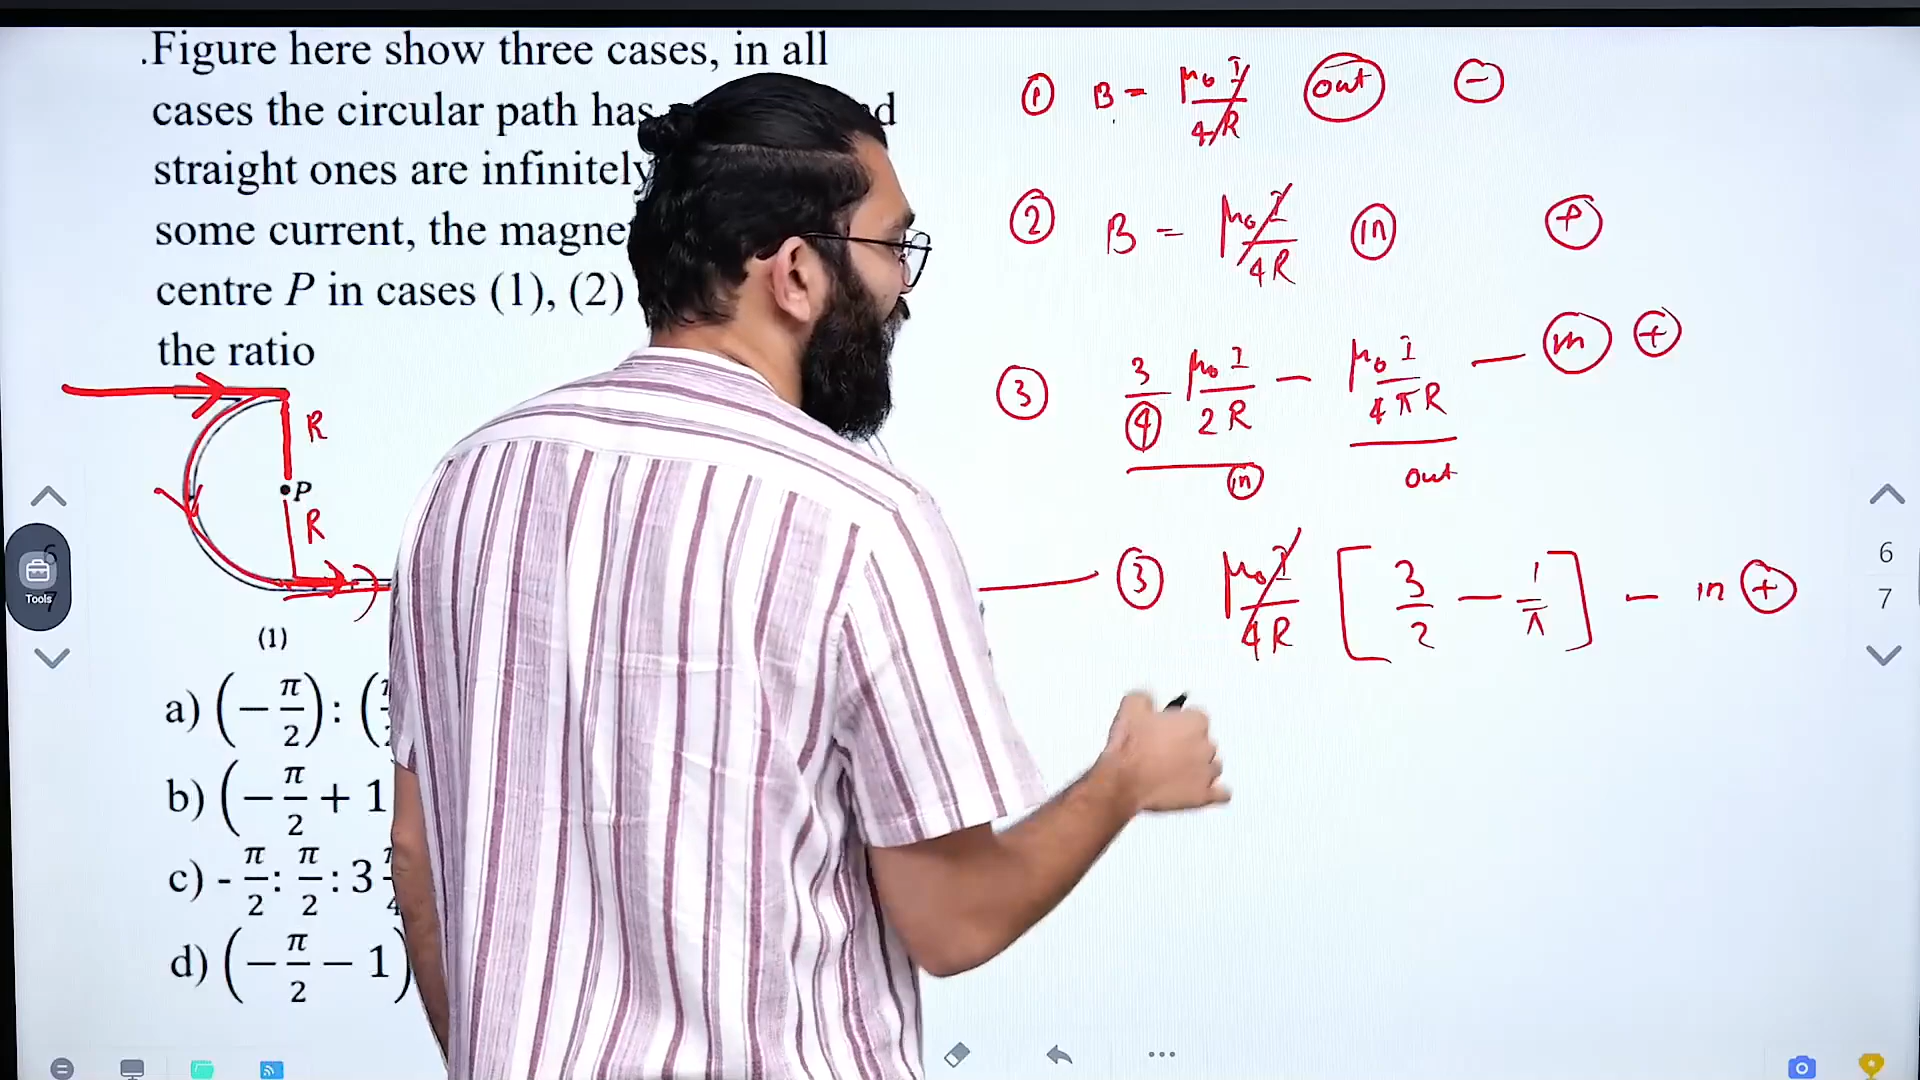 .Figure here show three cases, in all
cases the circular path has
straight ones are infinitely
some current, the magne
centre P in cases (1), (2)
the ratio
R
P
R
(1)
a) (−π/2) : (
b) (−π/2 + 1
c) - π/2 : π/2 : 3
d) (−π/2 − 1)
① B = μ₀I/4R out −
② B = μ₀I/4R in +
③ 3/4 μ₀I/2R − μ₀I/4πR — in +
in out
③ μ₀I/4R [3/2 − 1/π] − in +
Tools
6
7
6
7